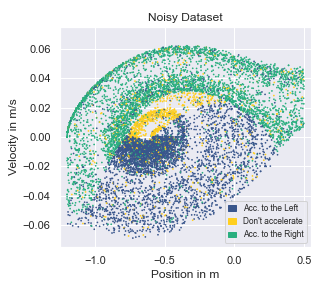 Noisy Dataset
0.06
0.04
0.02
0.00
−0.02
−0.04
−0.06
Velocity in m/s
Acc. to the Left
Don't accelerate
Acc. to the Right
−1.0 −0.5 0.0 0.5
Position in m